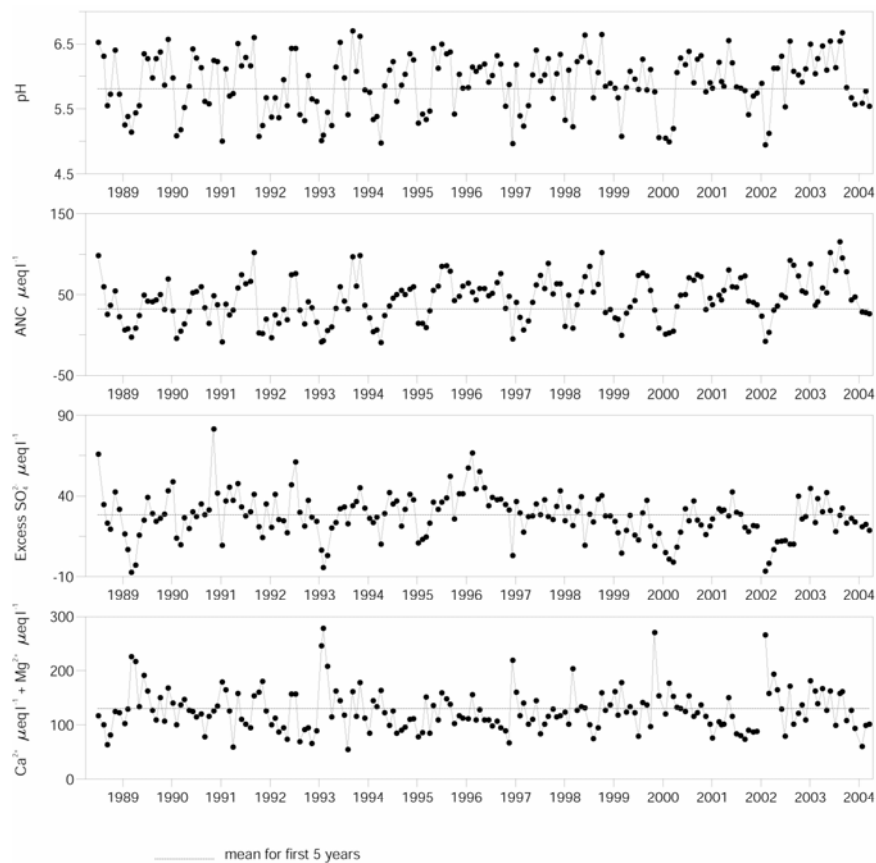 6.5
5.5
4.5
pH
1989 1990 1991 1992 1993 1994 1995 1996 1997 1998 1999 2000 2001 2002 2003 2004
150
50
-50
ANC µeq l⁻¹
1989 1990 1991 1992 1993 1994 1995 1996 1997 1998 1999 2000 2001 2002 2003 2004
90
40
-10
Excess SO₄²⁻ µeq l⁻¹
1989 1990 1991 1992 1993 1994 1995 1996 1997 1998 1999 2000 2001 2002 2003 2004
300
200
100
0
Ca²⁺ µeq l⁻¹ + Mg²⁺ µeq l⁻¹
1989 1990 1991 1992 1993 1994 1995 1996 1997 1998 1999 2000 2001 2002 2003 2004
mean for first 5 years